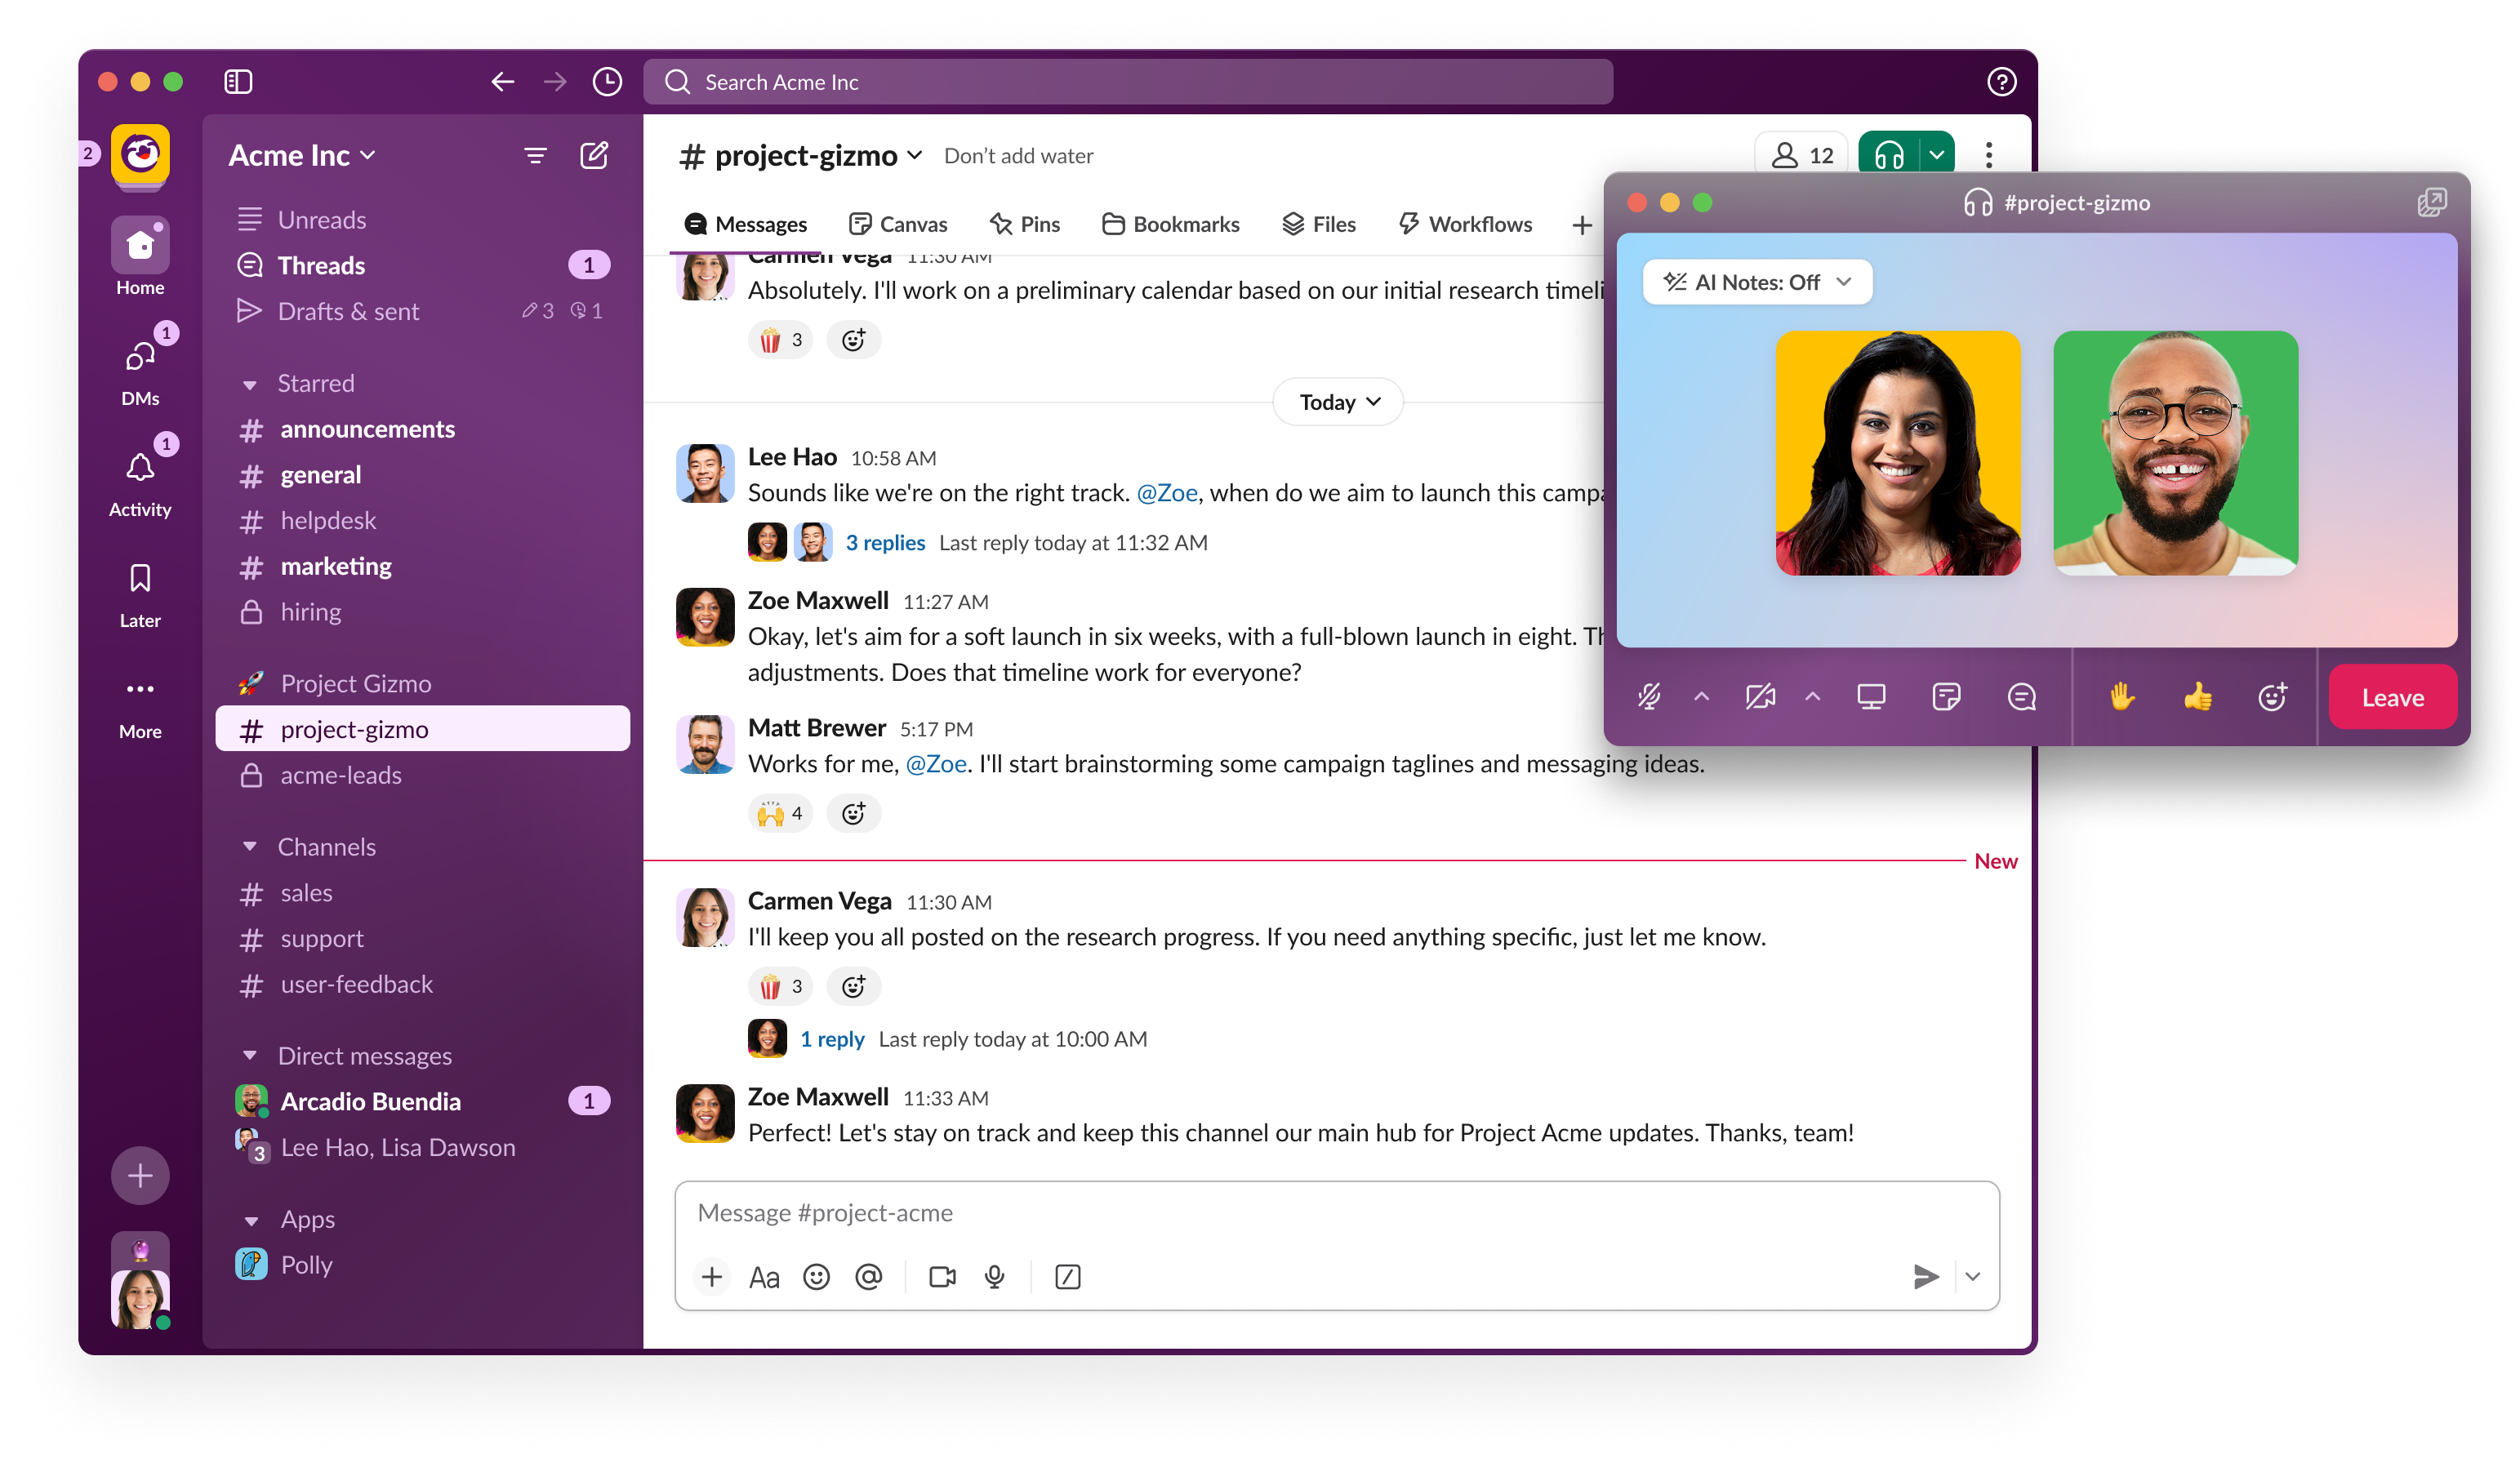 Search Acme Inc
2
Home
1
DMs
1
Activity
Later
More
Acme Inc
Unreads
Threads 1
Drafts & sent 3 1
Starred
announcements
general
helpdesk
marketing
hiring
Project Gizmo
# project-gizmo
acme-leads
Channels
sales
support
user-feedback
Direct messages
Arcadio Buendia 1
3 Lee Hao, Lisa Dawson
Apps
Polly
# project-gizmo Don’t add water 12
Messages Canvas Pins Bookmarks Files Workflows
Carmen Vega 11:30 AM
Absolutely. I'll work on a preliminary calendar based on our initial research
3
Today
Lee Hao 10:58 AM
Sounds like we're on the right track. @Zoe, when do we aim to launch this
3 replies Last reply today at 11:32 AM
Zoe Maxwell 11:27 AM
Okay, let's aim for a soft launch in six weeks, with a full-blown launch in eight.
adjustments. Does that timeline work for everyone?
Matt Brewer 5:17 PM
Works for me, @Zoe. I'll start brainstorming some campaign taglines and messaging ideas.
4
New
Carmen Vega 11:30 AM
I'll keep you all posted on the research progress. If you need anything specific, just let me know.
3
1 reply Last reply today at 10:00 AM
Zoe Maxwell 11:33 AM
Perfect! Let's stay on track and keep this channel our main hub for Project Acme updates. Thanks, team!
Message #project-acme
Aa
#project-gizmo
AI Notes: Off
Leave